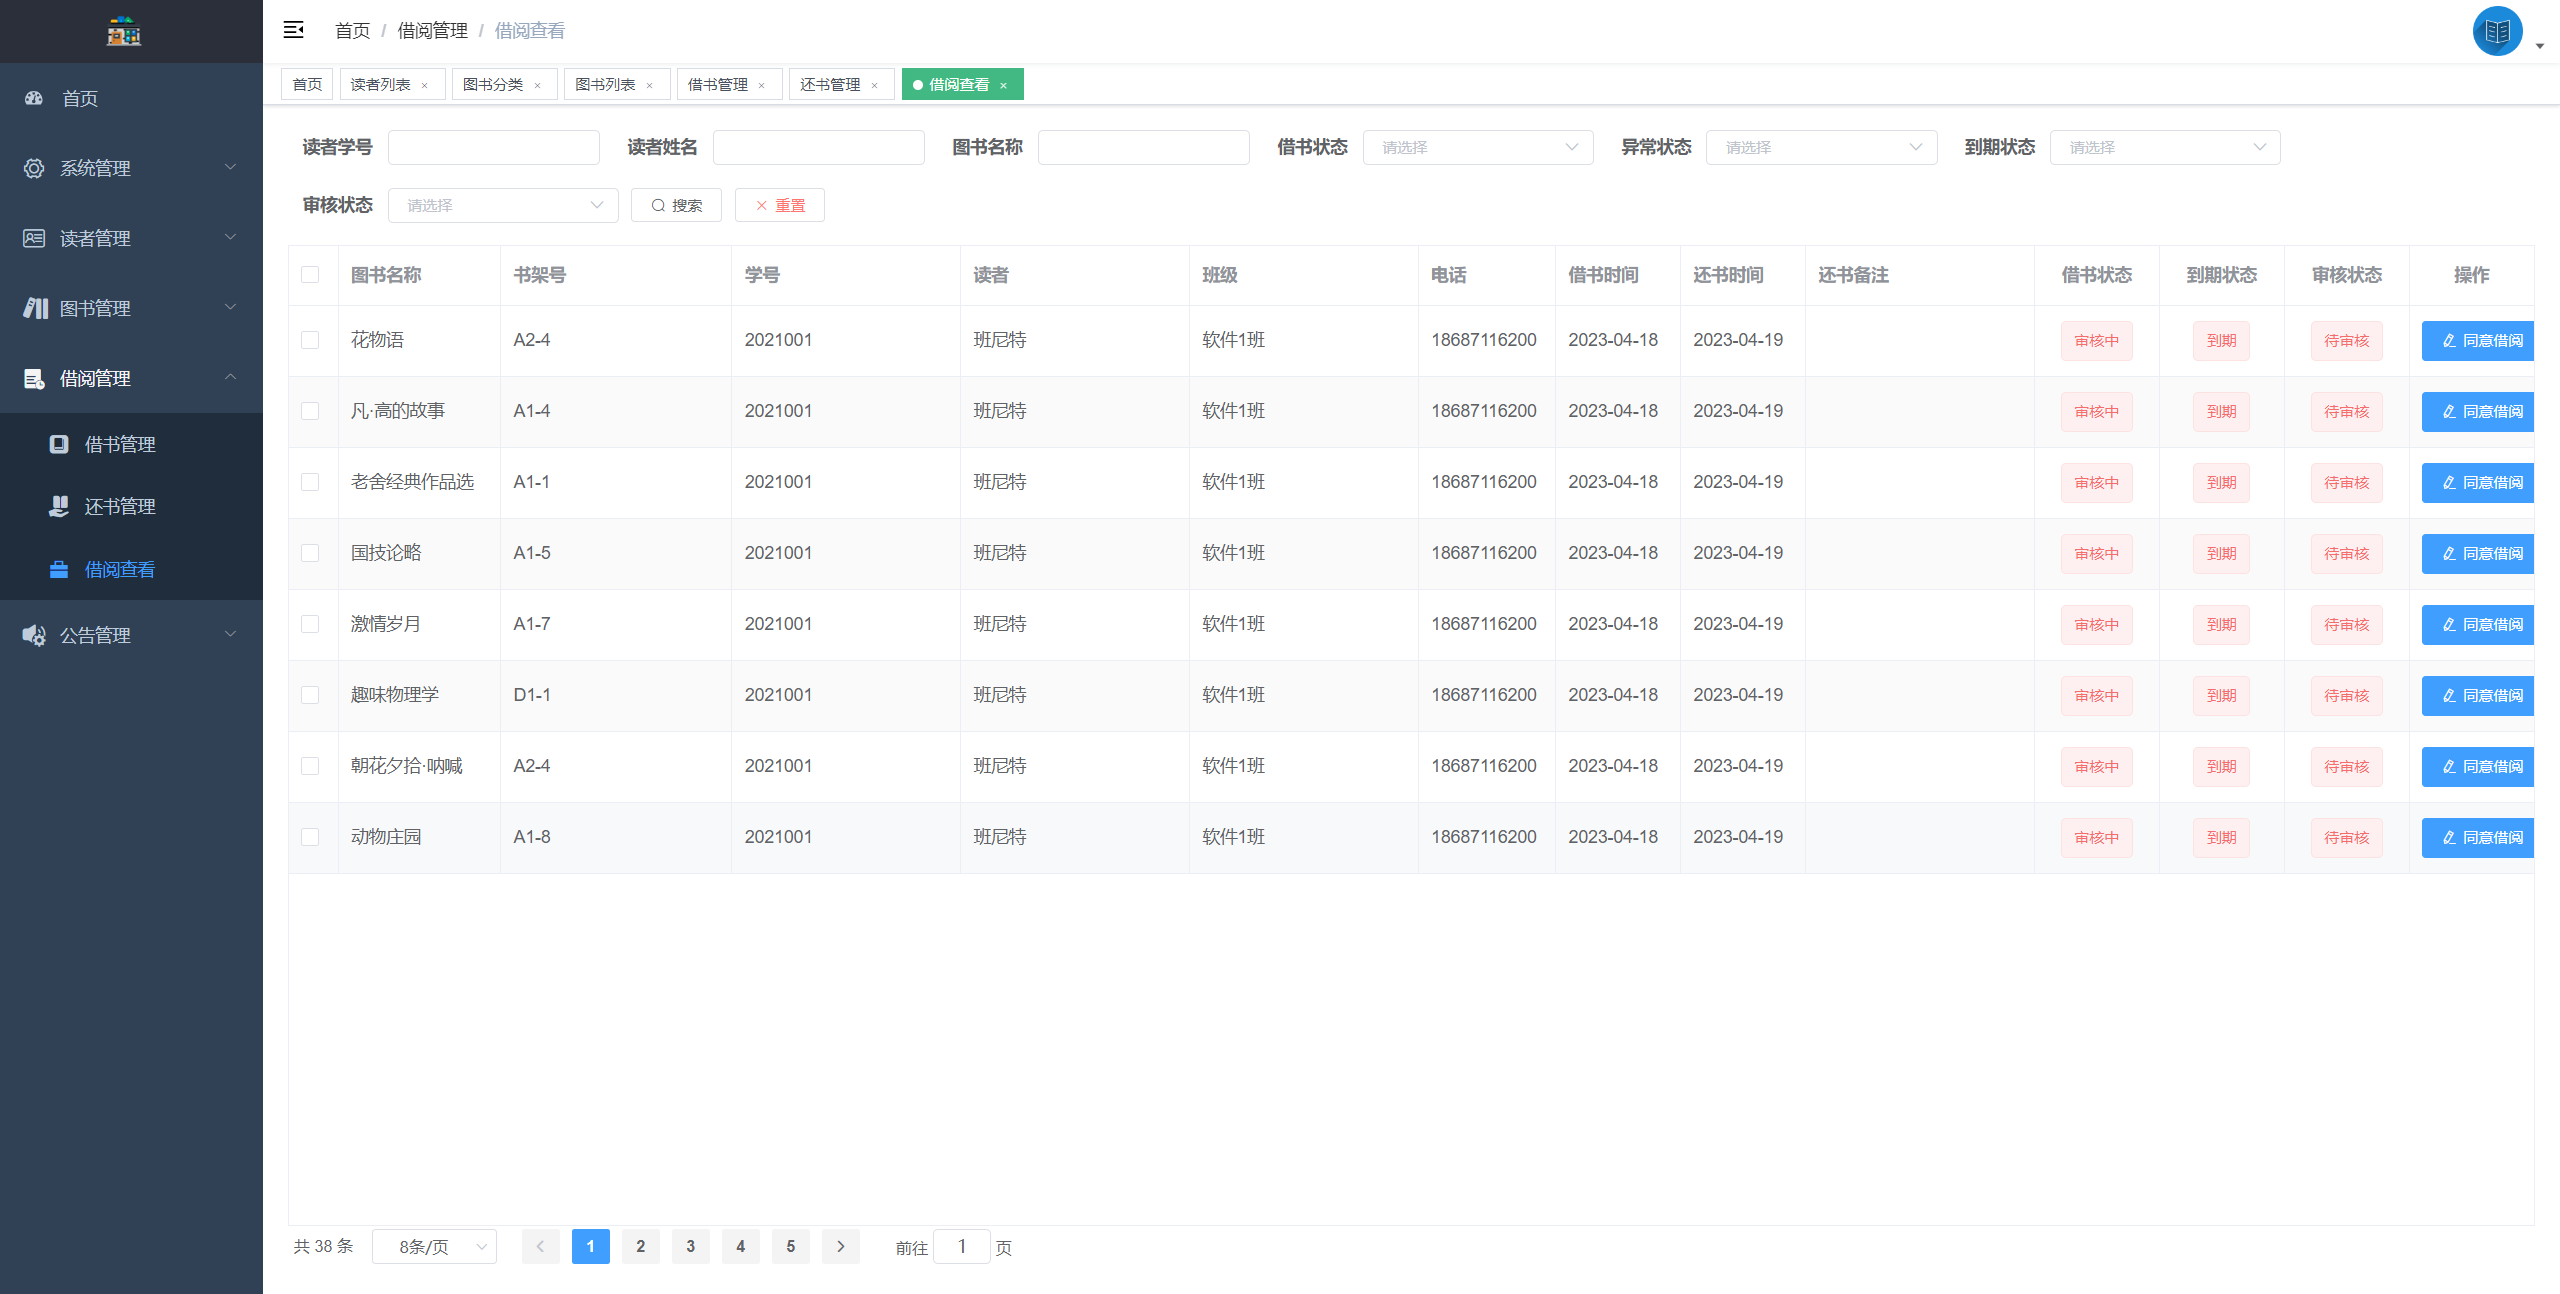 首页 / 借阅管理 / 借阅查看
首页
系统管理
读者管理
图书管理
借阅管理
借书管理
还书管理
借阅查看
公告管理
首页 读者列表 × 图书分类 × 图书列表 × 借书管理 × 还书管理 × 借阅查看 ×
读者学号 读者姓名 图书名称 借书状态 请选择 异常状态 请选择 到期状态 请选择
审核状态 请选择 搜索 重置
图书名称 书架号 学号 读者 班级 电话 借书时间 还书时间 还书备注 借书状态 到期状态 审核状态 操作
花物语 A2-4 2021001 班尼特 软件1班 18687116200 2023-04-18 2023-04-19 审核中 到期 待审核 同意借阅
凡·高的故事 A1-4 2021001 班尼特 软件1班 18687116200 2023-04-18 2023-04-19 审核中 到期 待审核 同意借阅
老舍经典作品选 A1-1 2021001 班尼特 软件1班 18687116200 2023-04-18 2023-04-19 审核中 到期 待审核 同意借阅
国技论略 A1-5 2021001 班尼特 软件1班 18687116200 2023-04-18 2023-04-19 审核中 到期 待审核 同意借阅
激情岁月 A1-7 2021001 班尼特 软件1班 18687116200 2023-04-18 2023-04-19 审核中 到期 待审核 同意借阅
趣味物理学 D1-1 2021001 班尼特 软件1班 18687116200 2023-04-18 2023-04-19 审核中 到期 待审核 同意借阅
朝花夕拾·呐喊 A2-4 2021001 班尼特 软件1班 18687116200 2023-04-18 2023-04-19 审核中 到期 待审核 同意借阅
动物庄园 A1-8 2021001 班尼特 软件1班 18687116200 2023-04-18 2023-04-19 审核中 到期 待审核 同意借阅
共 38 条 8条/页 1 2 3 4 5 前往 1 页